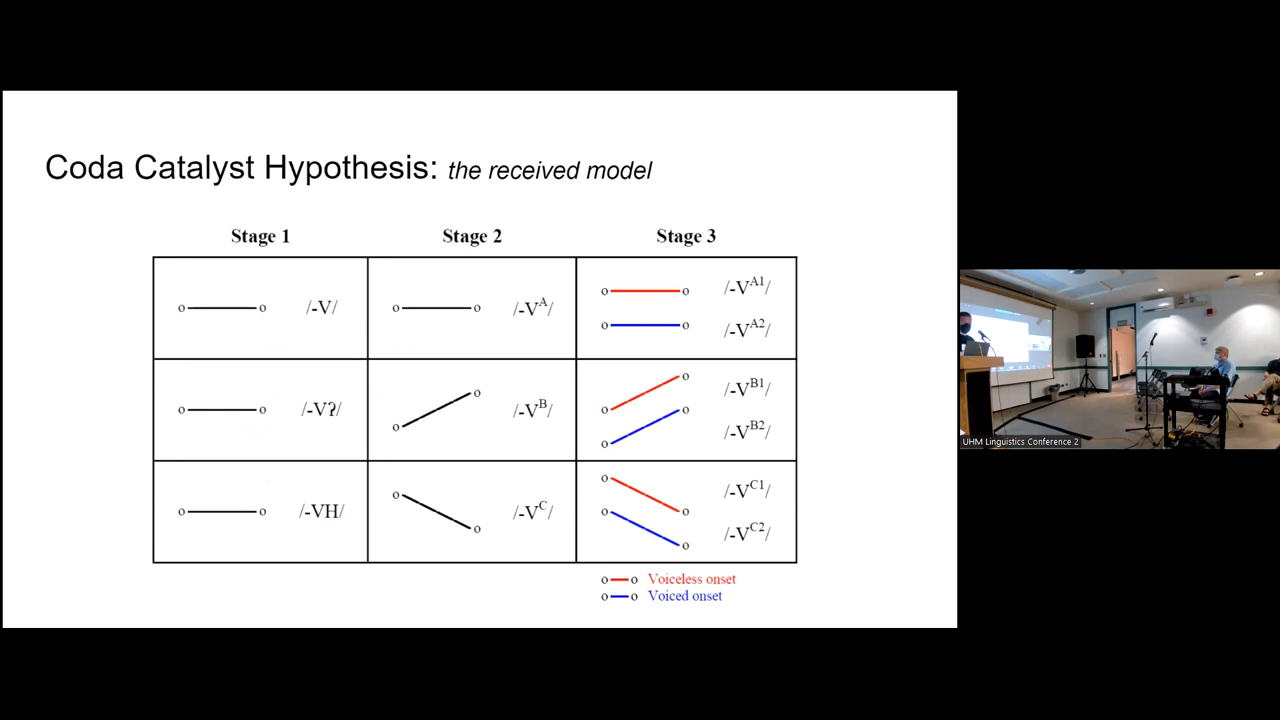 Coda Catalyst Hypothesis: the received model
Stage 1 Stage 2 Stage 3
/-V/ /-Vᴬ/ /-Vᴬ¹/
/-Vᴬ²/
/-Vʔ/ /-Vᴮ/ /-Vᴮ¹/
/-Vᴮ²/
/-VH/ /-Vᶜ/ /-Vᶜ¹/
/-Vᶜ²/
Voiceless onset
Voiced onset
UHM Linguistics Conference 2